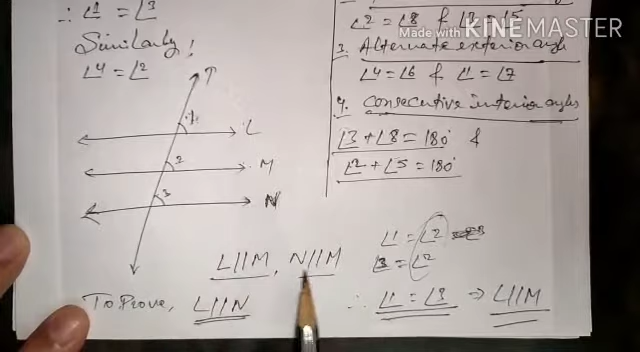 ∴ ∠1 = ∠3
Similarly,
∠4 = ∠2
T
1
L
2
M
3
N
L//M, N//M
To Prove, L//N
∠2 = ∠8 & ∠3 = ∠5
Made with KINEMASTER
3. Alternate exterior angle
∠4 = ∠6 & ∠1 = ∠7
4. Consecutive interior angles
∠3 + ∠8 = 180° &
∠2 + ∠5 = 180°
∠1 = ∠2
∠3 = ∠2
∴ ∠1 = ∠3 ⇒ L//M